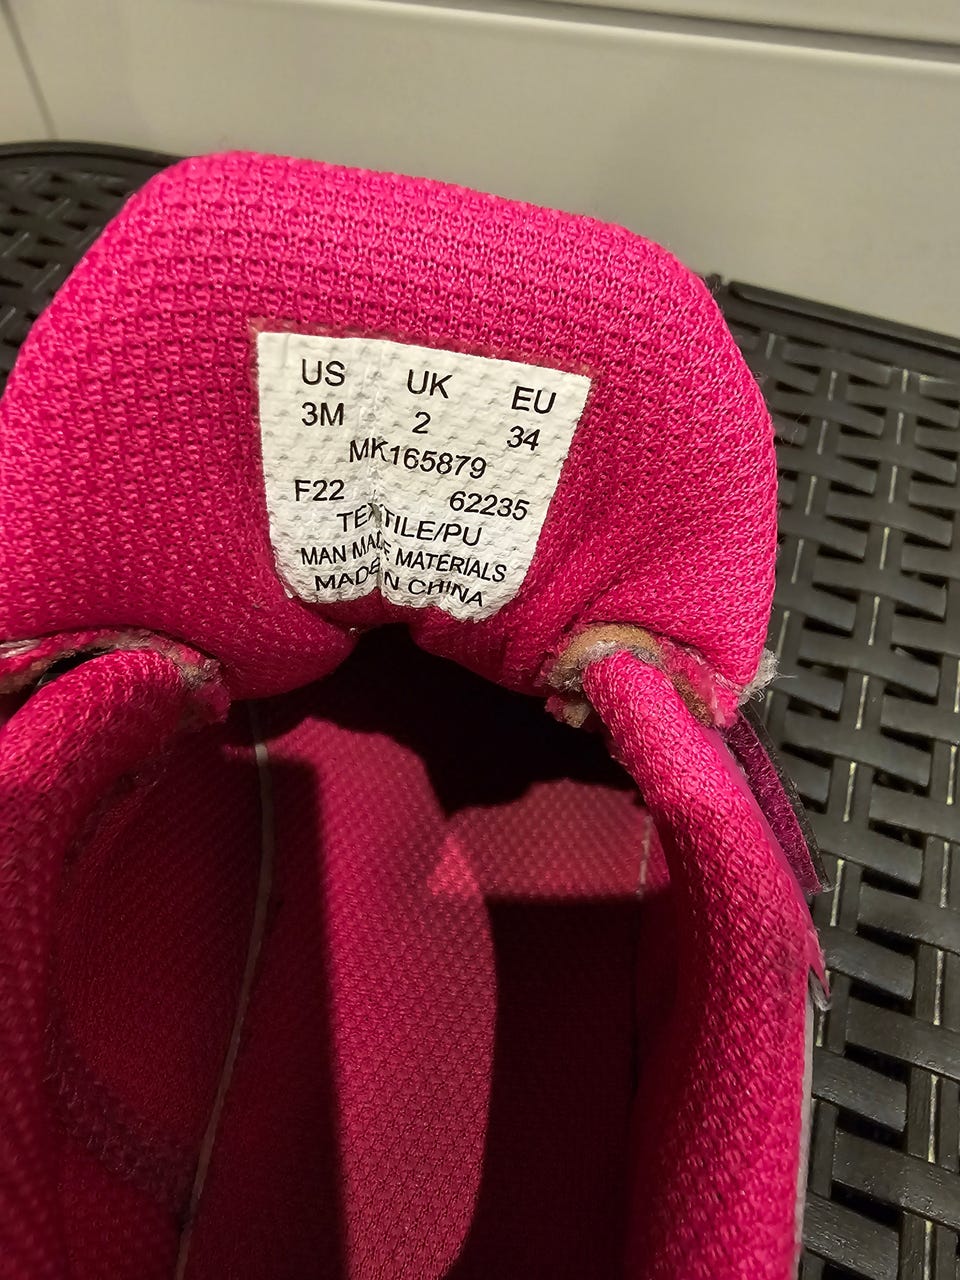 US UK EU
3M 2 34
MK165879
F22 62235
TEXTILE/PU
MAN MADE MATERIALS
MADE IN CHINA